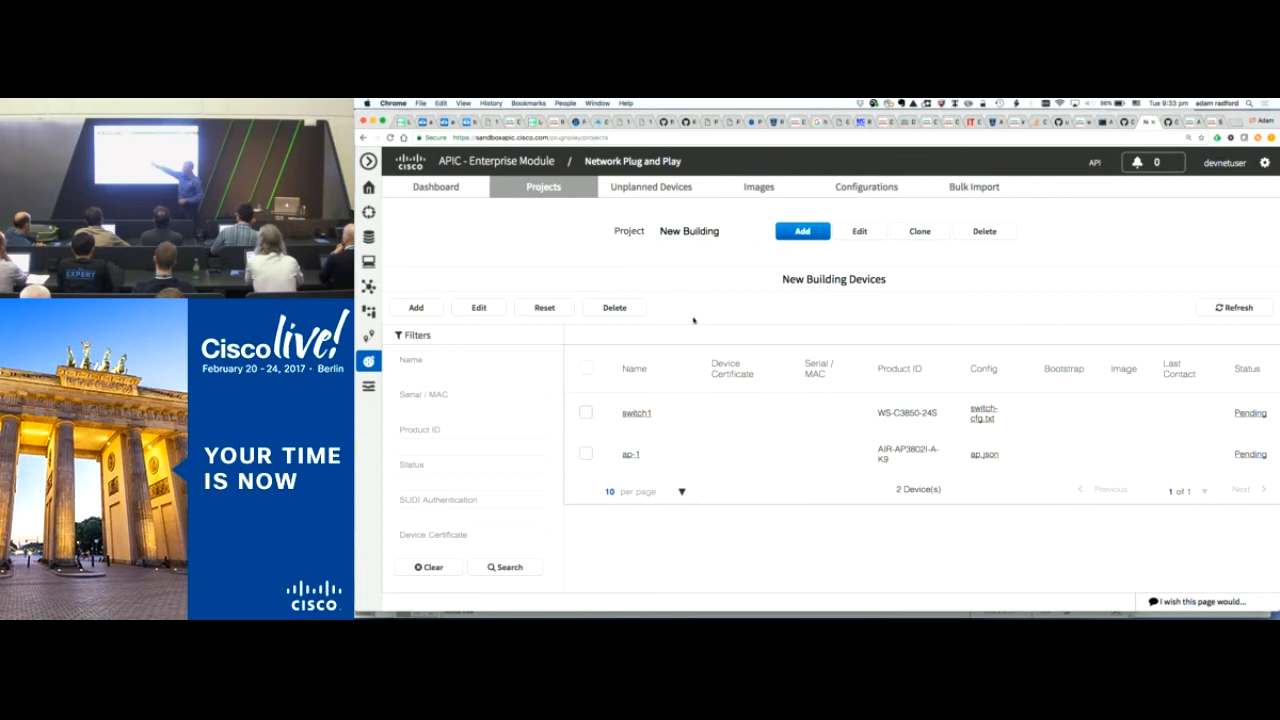 Chrome File Edit View History Bookmarks People Window Help
Tue 9:33 pm adam radford
Adam
Secure https://sandboxapic.cisco.com/plugnplay/projects
CISCO APIC - Enterprise Module / Network Plug and Play
API 0 devnetuser
Dashboard Projects Unplanned Devices Images Configurations Bulk Import
Project New Building Add Edit Clone Delete
New Building Devices
Add Edit Reset Delete Refresh
Filters
Name
Serial / MAC
Product ID
Status
SUDI Authentication
Device Certificate
Clear Search
Name Device Certificate Serial / MAC Product ID Config Bootstrap Image Last Contact Status
switch1 WS-C3850-24S switch-cfg.txt Pending
ap-1 AIR-AP3802I-A-K9 ap.json Pending
10 per page 2 Device(s) Previous 1 of 1 Next
I wish this page would...
EXPERT
Cisco live!
February 20 - 24, 2017 • Berlin
YOUR TIME
IS NOW
CISCO